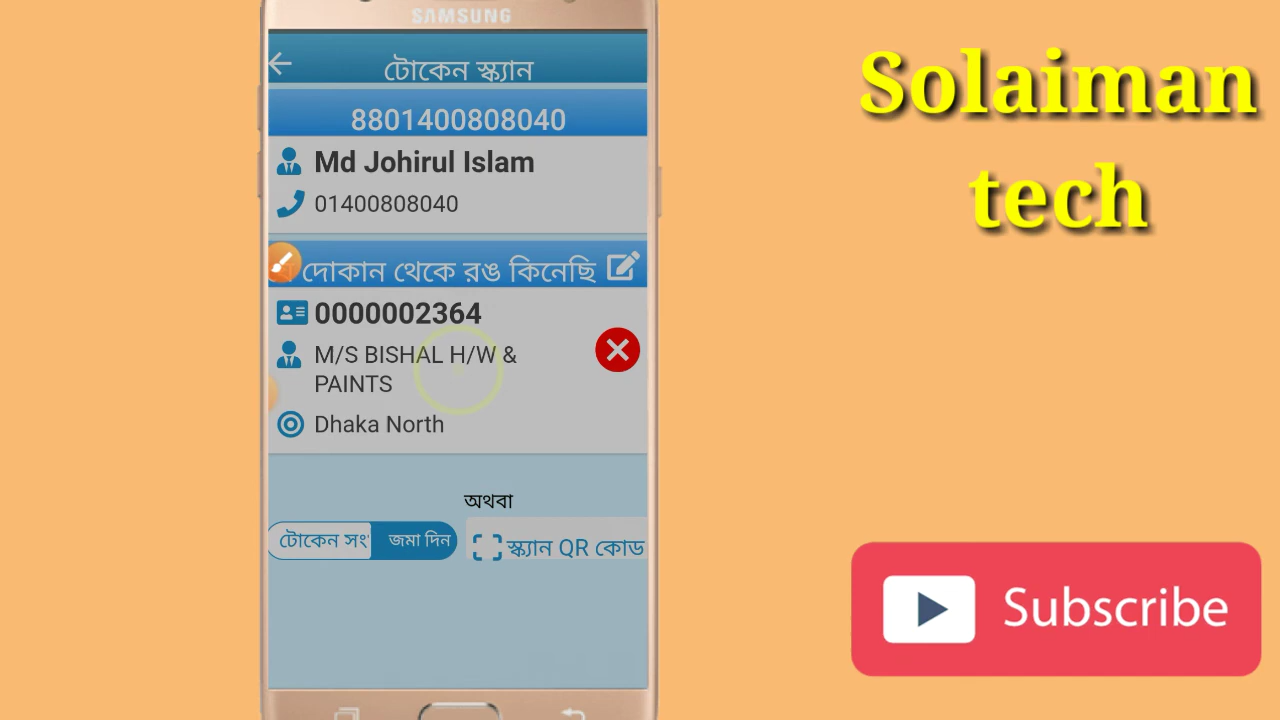 SAMSUNG
টোকেন স্ক্যান
8801400808040
Md Johirul Islam
01400808040
দোকান থেকে রঙ কিনেছি
0000002364
M/S BISHAL H/W &
PAINTS
Dhaka North
অথবা
টোকেন সং
জমা দিন
স্ক্যান QR কোড
Solaiman
tech
Subscribe